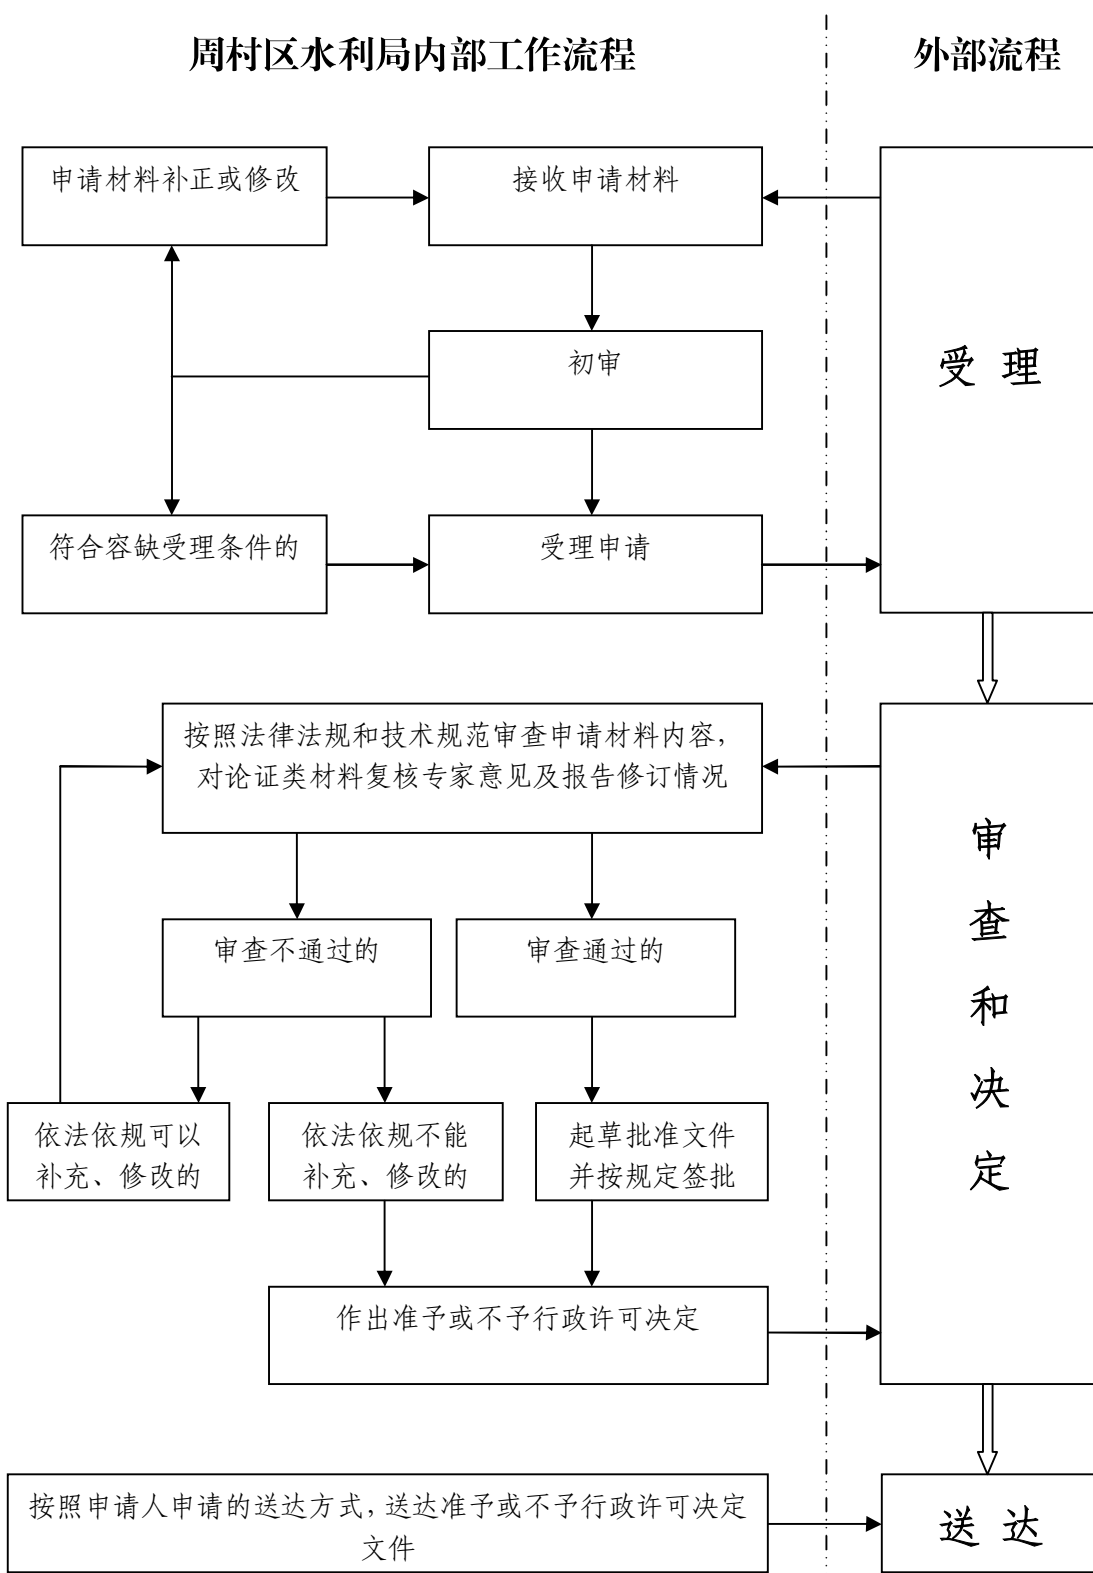 周村区水利局内部工作流程
外部流程
申请材料补正或修改
接收申请材料
初审
受 理
符合容缺受理条件的
受理申请
按照法律法规和技术规范审查申请材料内容，
对论证类材料复核专家意见及报告修订情况
审
查
和
决
定
审查不通过的
审查通过的
依法依规可以
补充、修改的
依法依规不能
补充、修改的
起草批准文件
并按规定签批
作出准予或不予行政许可决定
按照申请人申请的送达方式，送达准予或不予行政许可决定
文件
送 达